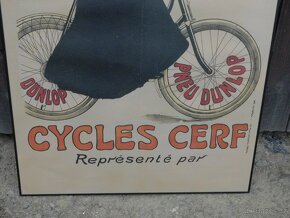 DUNLOP
PNEU DUNLOP
CYCLES CERF
Représenté par